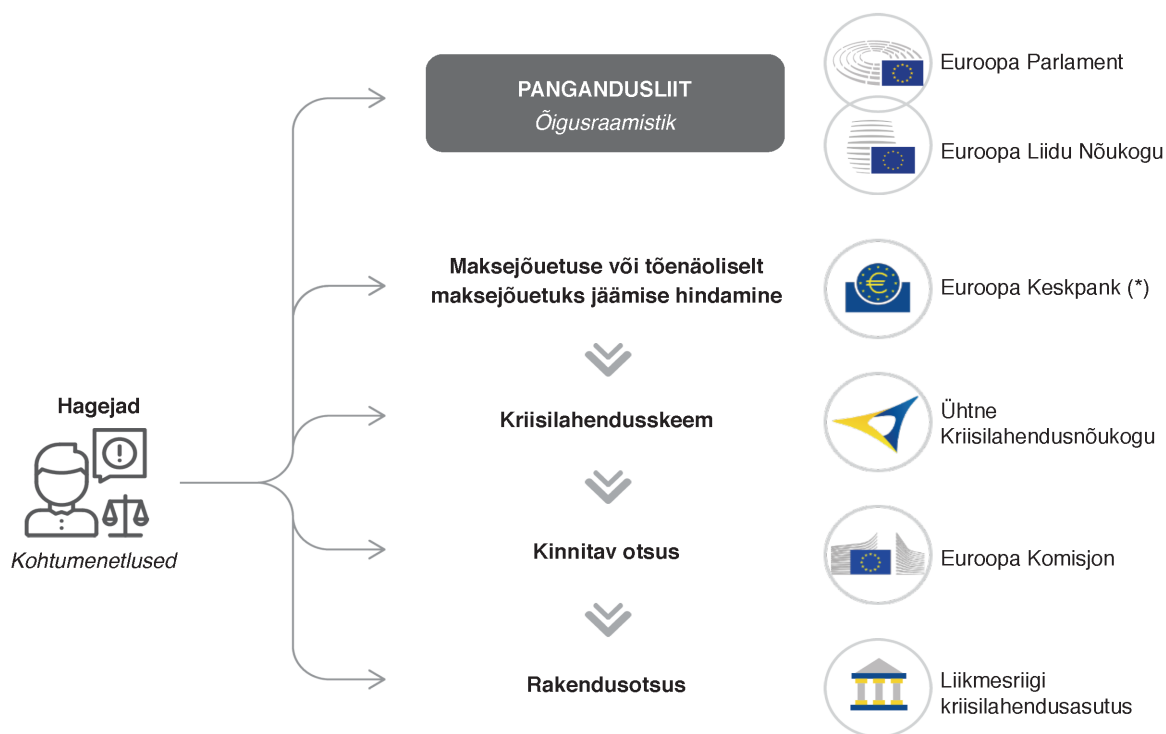 PANGANDUSLIIT
Õigusraamistik
Euroopa Parlament
Euroopa Liidu Nõukogu
Maksejõuetuse või tõenäoliselt
maksejõuetuks jäämise hindamine
Euroopa Keskpank (*)
Hagejad
Kohtumenetlused
Kriisilahendusskeem
Ühtne
Kriisilahendusnõukogu
Kinnitav otsus
Euroopa Komisjon
Rakendusotsus
Liikmesriigi
kriisilahendusasutus